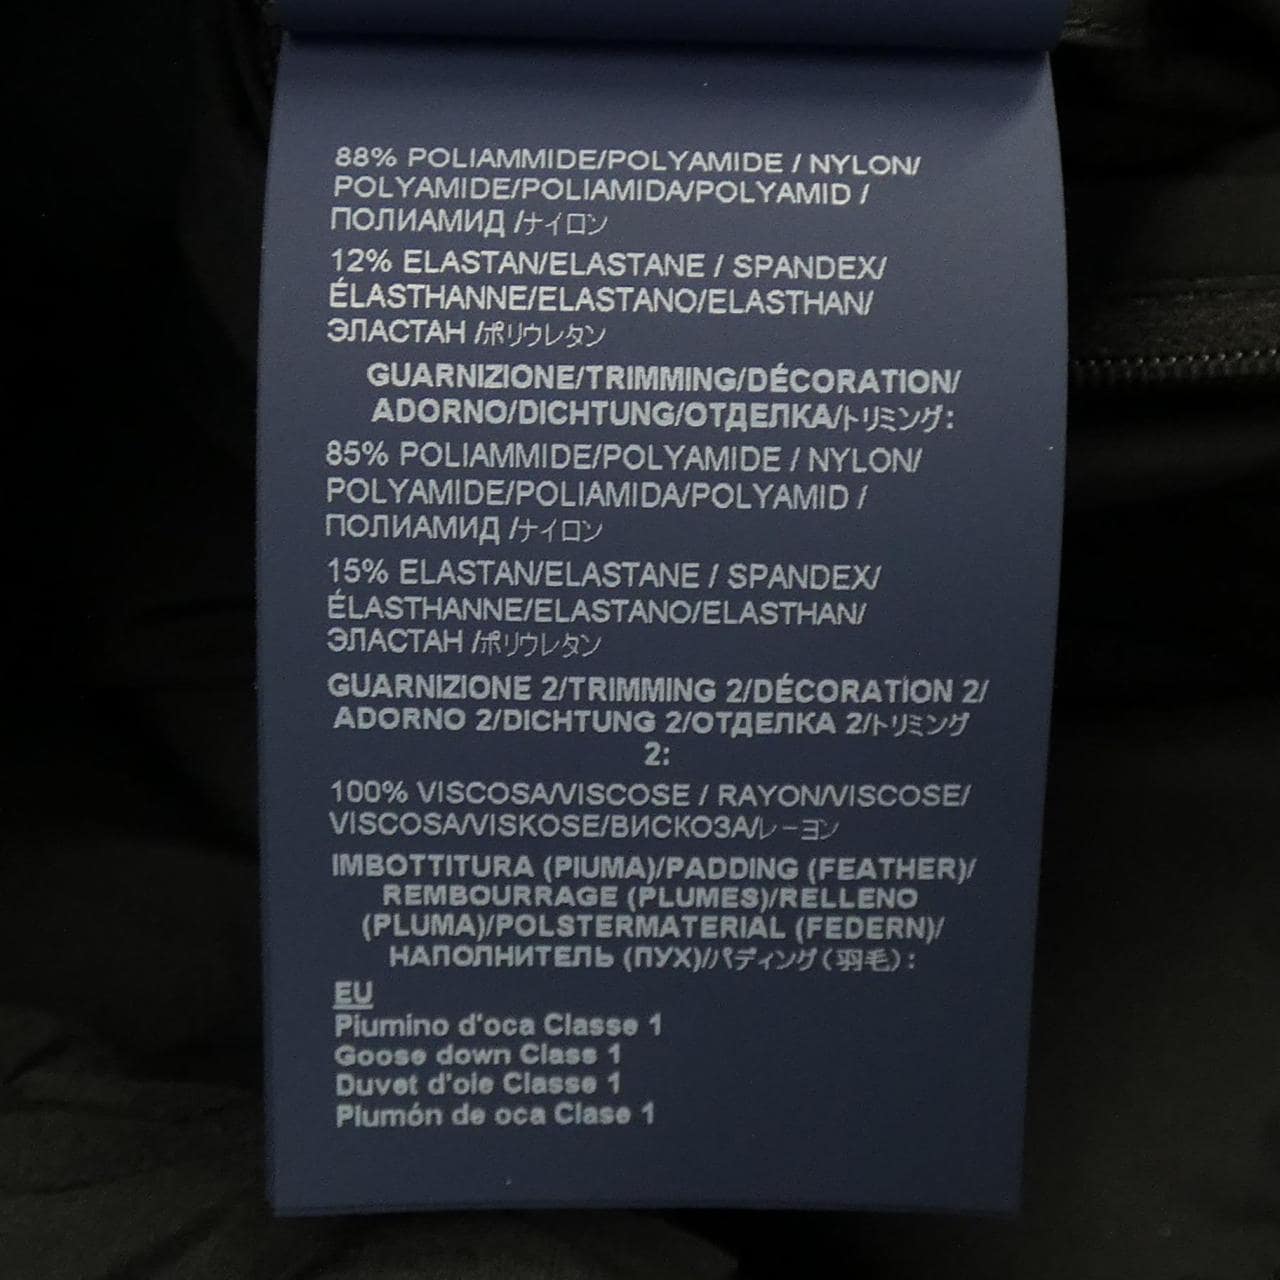 88% POLIAMMIDE/POLYAMIDE / NYLON/
POLYAMIDE/POLIAMIDA/POLYAMID /
ПОЛИАМИД /ナイロン
12% ELASTAN/ELASTANE / SPANDEX/
ÉLASTHANNE/ELASTANO/ELASTHAN/
ЭЛАСТАН /ポリウレタン
GUARNIZIONE/TRIMMING/DÉCORATION/
ADORNO/DICHTUNG/ОТДЕЛКА/トリミング:
85% POLIAMMIDE/POLYAMIDE / NYLON/
POLYAMIDE/POLIAMIDA/POLYAMID /
ПОЛИАМИД /ナイロン
15% ELASTAN/ELASTANE / SPANDEX/
ÉLASTHANNE/ELASTANO/ELASTHAN/
ЭЛАСТАН /ポリウレタン
GUARNIZIONE 2/TRIMMING 2/DÉCORATION 2/
ADORNO 2/DICHTUNG 2/ОТДЕЛКА 2/トリミング
2:
100% VISCOSA/VISCOSE / RAYON/VISCOSE/
VISCOSA/VISKOSE/ВИСКОЗА/レーヨン
IMBOTTITURA (PIUMA)/PADDING (FEATHER)/
REMBOURRAGE (PLUMES)/RELLENO
(PLUMA)/POLSTERMATERIAL (FEDERN)/
НАПОЛНИТЕЛЬ (ПУХ)/パディング(羽毛):
EU
Piumino d'oca Classe 1
Goose down Class 1
Duvet d'oie Classe 1
Plumón de oca Clase 1